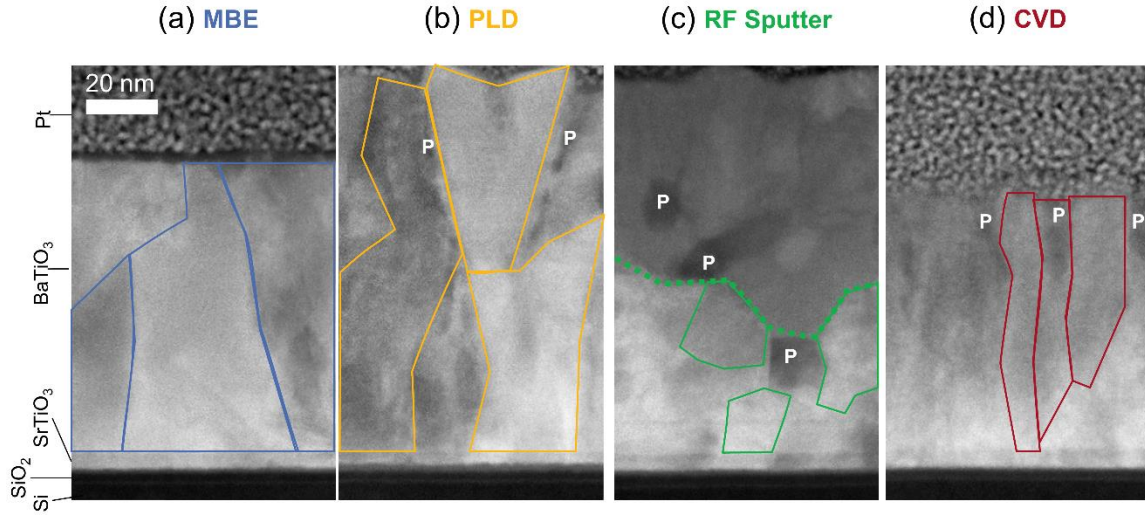 (a) MBE
(b) PLD
(c) RF Sputter
(d) CVD
20 nm
Pt
BaTiO₃
SrTiO₃
SiO₂
Si
P
P
P
P
P
P
P
P